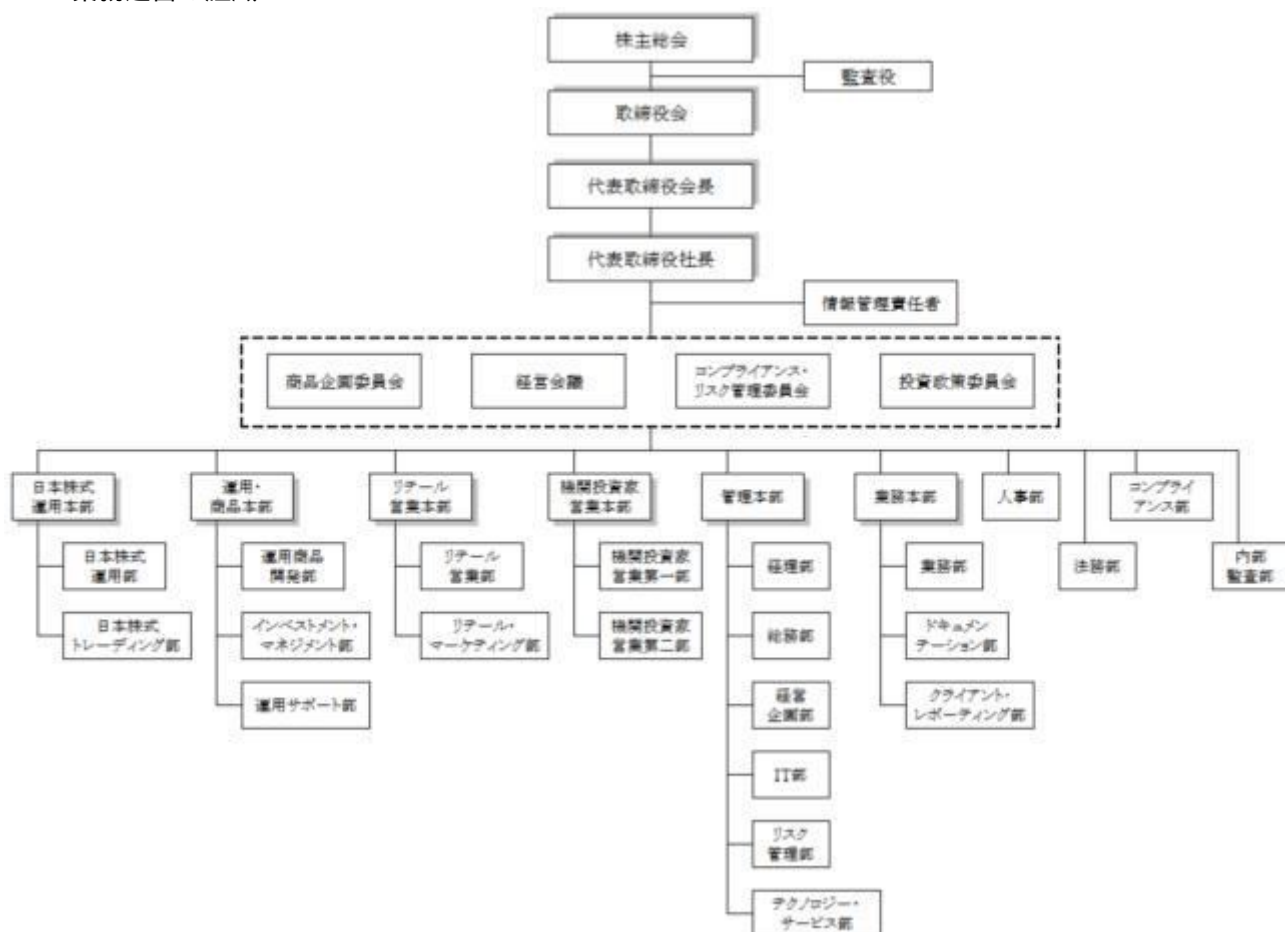 株主総会
監査役
取締役会
代表取締役会長
代表取締役社長
情報管理責任者
商品企画委員会
経営会議
コンプライアンス・
リスク管理委員会
投資政策委員会
日本株式
運用本部
運用・
商品本部
リテール
営業本部
機関投資家
営業本部
管理本部
業務本部
人事部
コンプライ
アンス部
日本株式
運用部
運用商品
開発部
リテール
営業部
機関投資家
営業第一部
経理部
業務部
法務部
内部
監査部
日本株式
トレーディング部
インベストメント・
マネジメント部
リテール・
マーケティング部
機関投資家
営業第二部
総務部
ドキュメン
テーション部
運用サポート部
経営
企画部
クライアント・
レポーティング部
IT部
リスク
管理部
テクノロジー・
サービス部